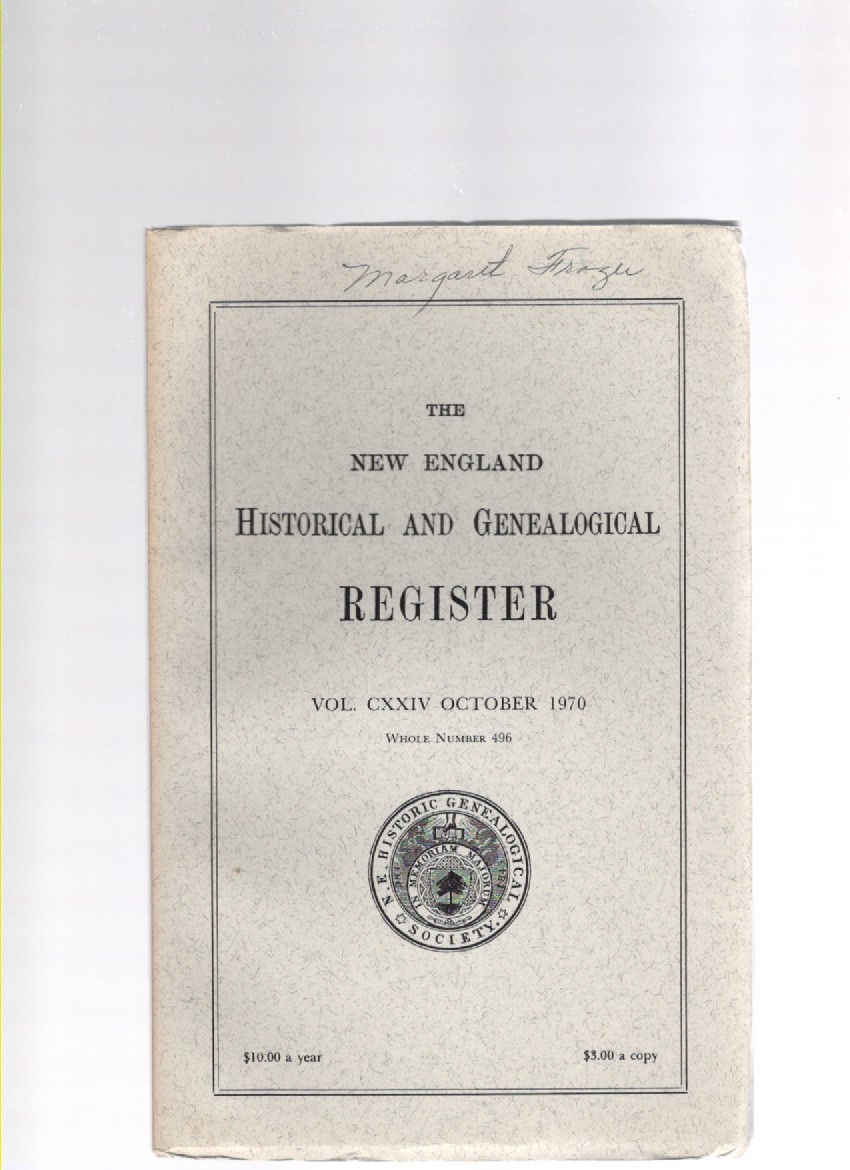 Margaret
THE
NEW ENGLAND
HISTORICAL AND GENEALOGICAL
REGISTER
VOL. CXXIV OCTOBER 1970
WHOLE NUMBER 496
N. E. HISTORIC GENEALOGICAL SOCIETY.
IN MEMORIAM MAJORUM
$10.00 a year
$3.00 a copy